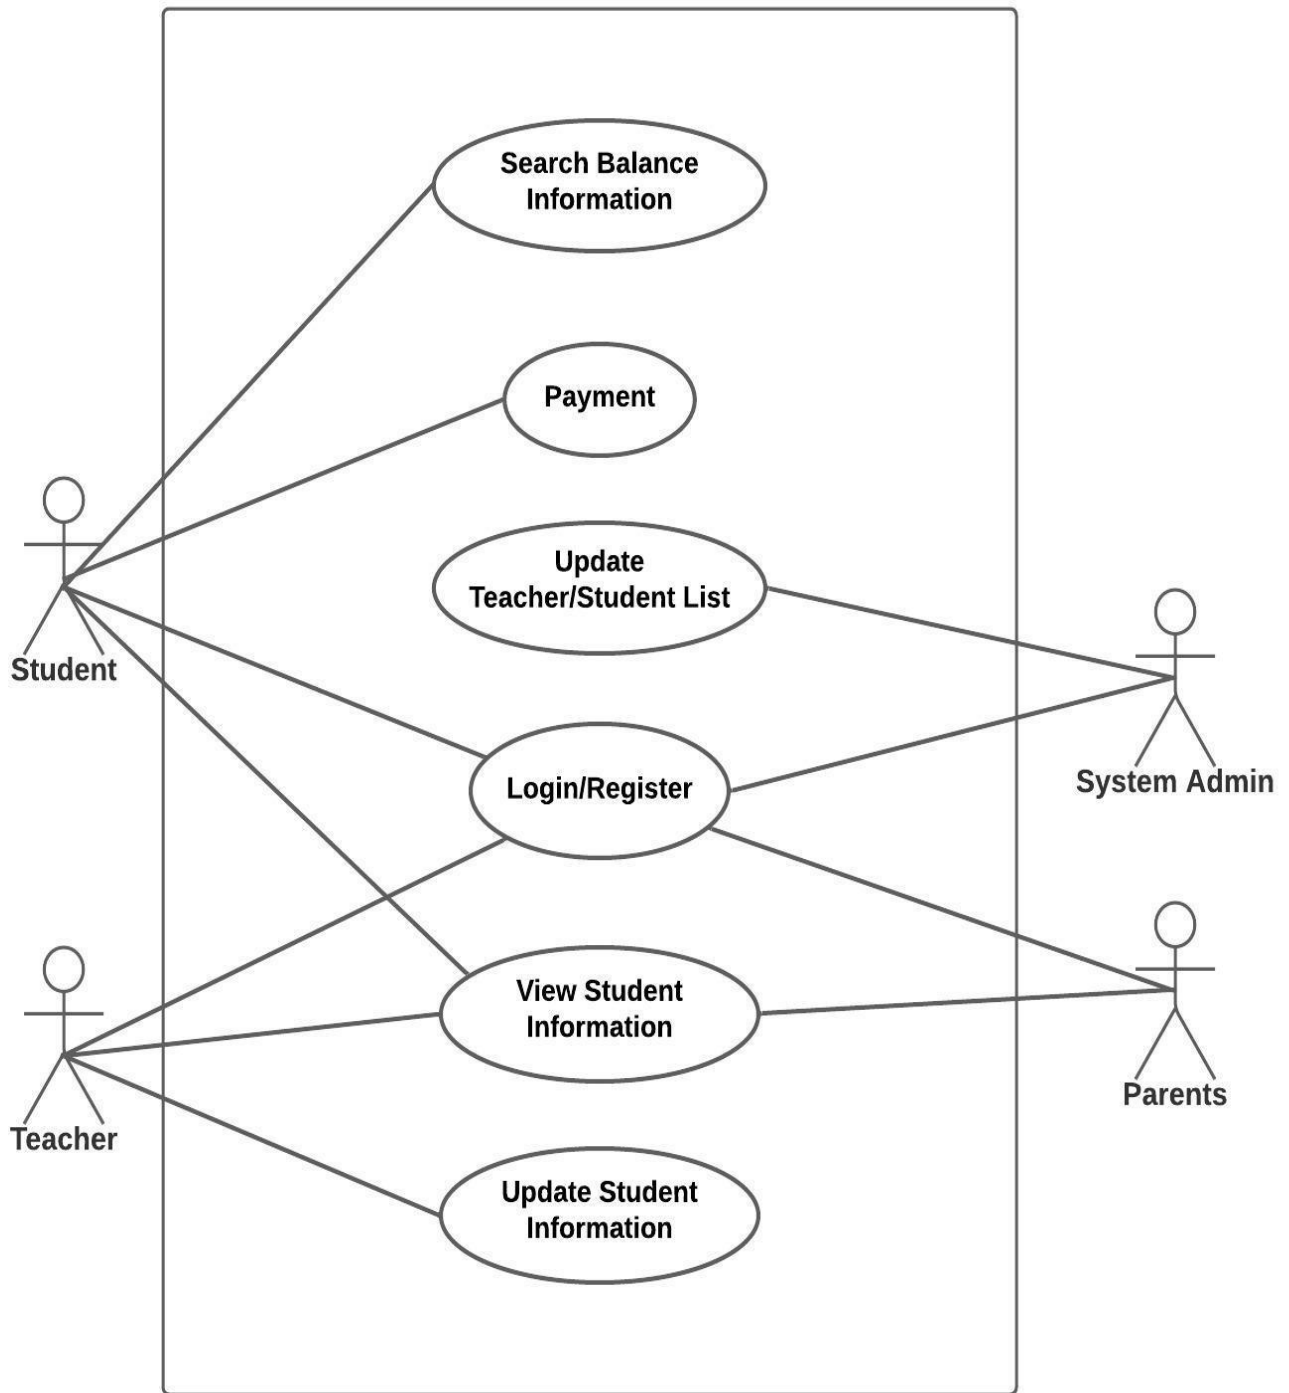 Search Balance
Information
Payment
Update
Teacher/Student List
Student
Login/Register
System Admin
View Student
Information
Parents
Teacher
Update Student
Information